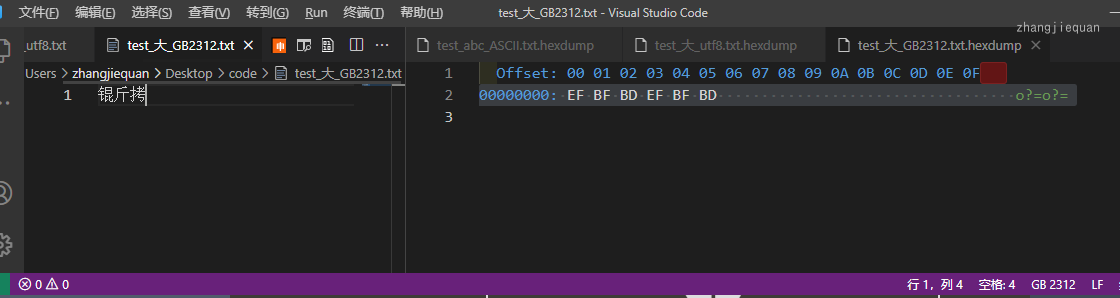 文件(F) 编辑(E) 选择(S) 查看(V) 转到(G) Run 终端(T) 帮助(H) test_大_GB2312.txt - Visual Studio Code
zhangjiequan
_utf8.txt test_大_GB2312.txt test_abc_ASCII.txt.hexdump test_大_utf8.txt.hexdump test_大_GB2312.txt.hexdump
Users > zhangjiequan > Desktop > code > test_大_GB2312.txt
1 锟斤拷
1 Offset: 00 01 02 03 04 05 06 07 08 09 0A 0B 0C 0D 0E 0F
2 00000000: EF BF BD EF BF BD o?=o?=
3
0 0 行 1，列 4 空格: 4 GB 2312 LF